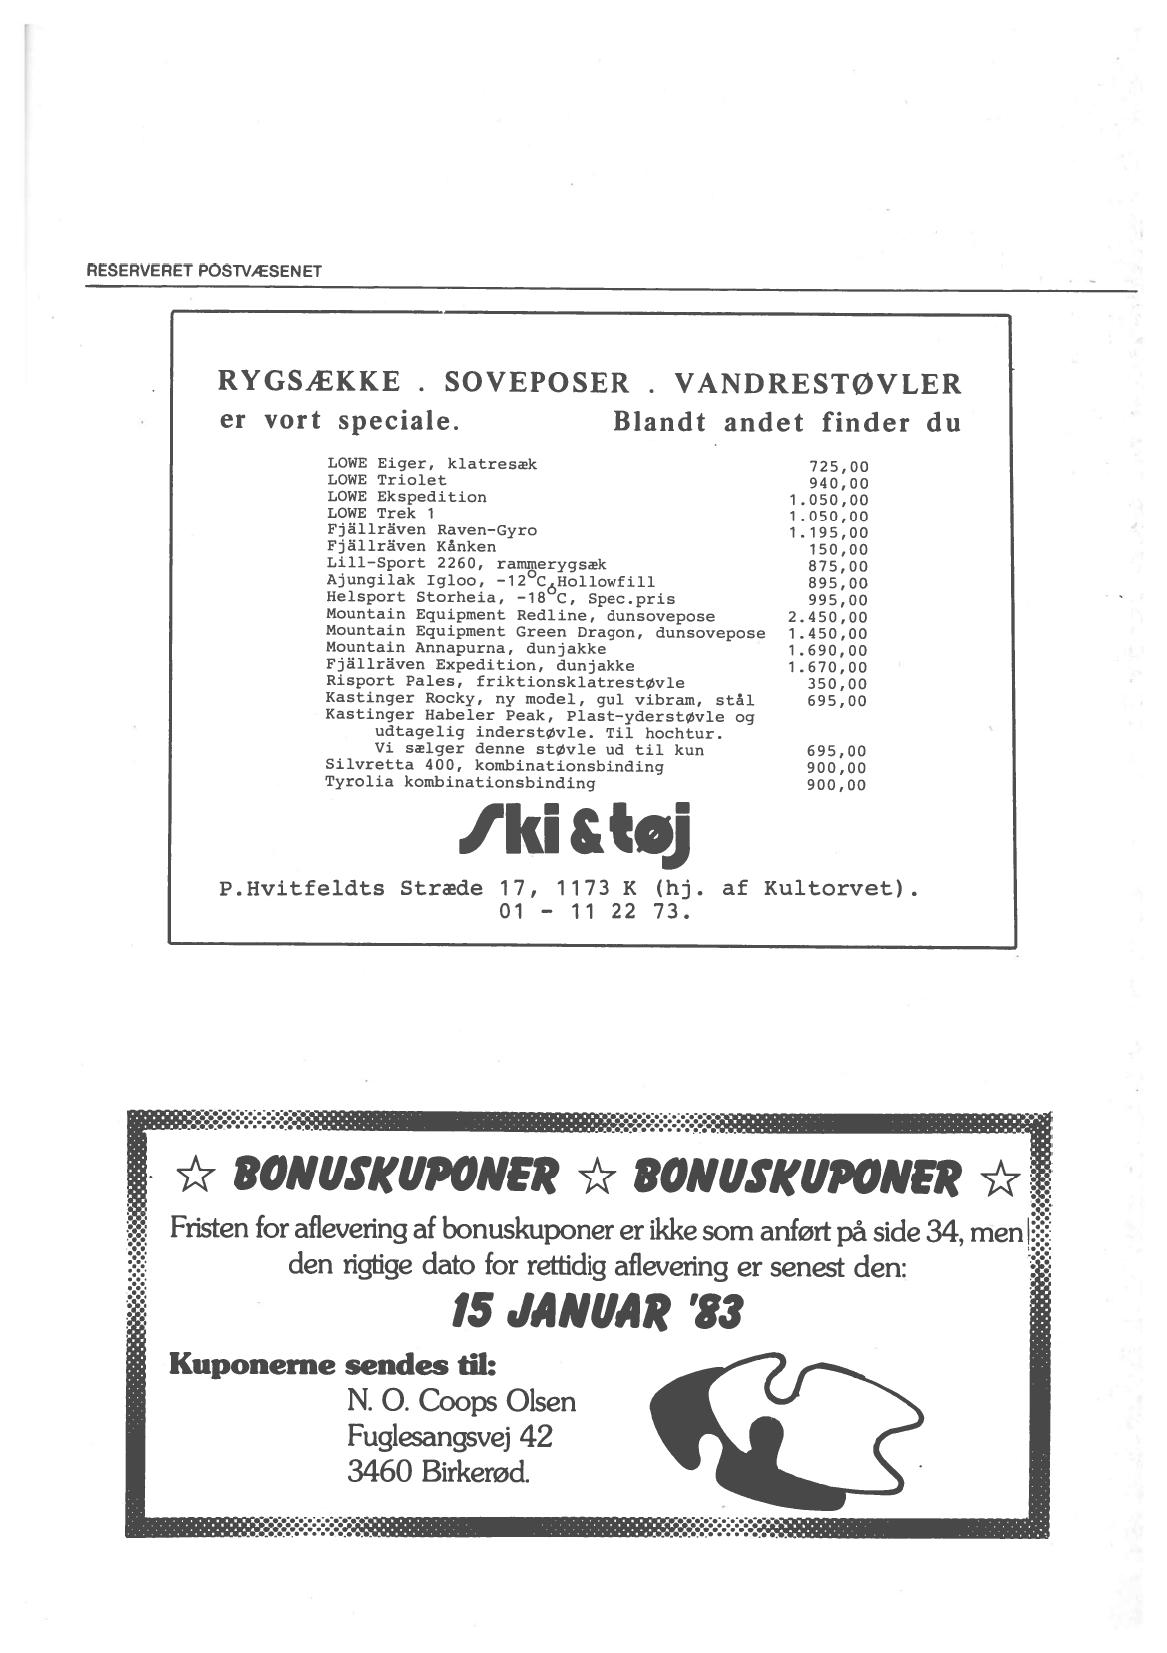 RESERVERET POSTVÆSENET
RYGSÆKKE . SOVEPOSER . VANDRESTØVLER
er vort speciale. Blandt andet finder du
LOWE Eiger, klatresæk 725,00
LOWE Triolet 940,00
LOWE Ekspedition 1.050,00
LOWE Trek 1 1.050,00
Fjällräven Raven-Gyro 1.195,00
Fjällräven Kånken 150,00
Lill-Sport 2260, rammerygsæk 875,00
Ajungilak Igloo, -12°C,Hollowfill 895,00
Helsport Storheia, -18°C, Spec.pris 995,00
Mountain Equipment Redline, dunsovepose 2.450,00
Mountain Equipment Green Dragon, dunsovepose 1.450,00
Mountain Annapurna, dunjakke 1.690,00
Fjällräven Expedition, dunjakke 1.670,00
Risport Pales, friktionsklatrestøvle 350,00
Kastinger Rocky, ny model, gul vibram, stål 695,00
Kastinger Habeler Peak, Plast-yderstøvle og
udtagelig inderstøvle. Til hochtur.
Vi sælger denne støvle ud til kun 695,00
Silvretta 400, kombinationsbinding 900,00
Tyrolia kombinationsbinding 900,00
Ski & tøj
P.Hvitfeldts Stræde 17, 1173 K (hj. af Kultorvet).
01 - 11 22 73.
☆ BONUSKUPONER ☆ BONUSKUPONER ☆
Fristen for aflevering af bonuskuponer er ikke som anført på side 34, men
den rigtige dato for rettidig aflevering er senest den:
15 JANUAR '83
Kuponerne sendes til:
N. O. Coops Olsen
Fuglesangsvej 42
3460 Birkerød.